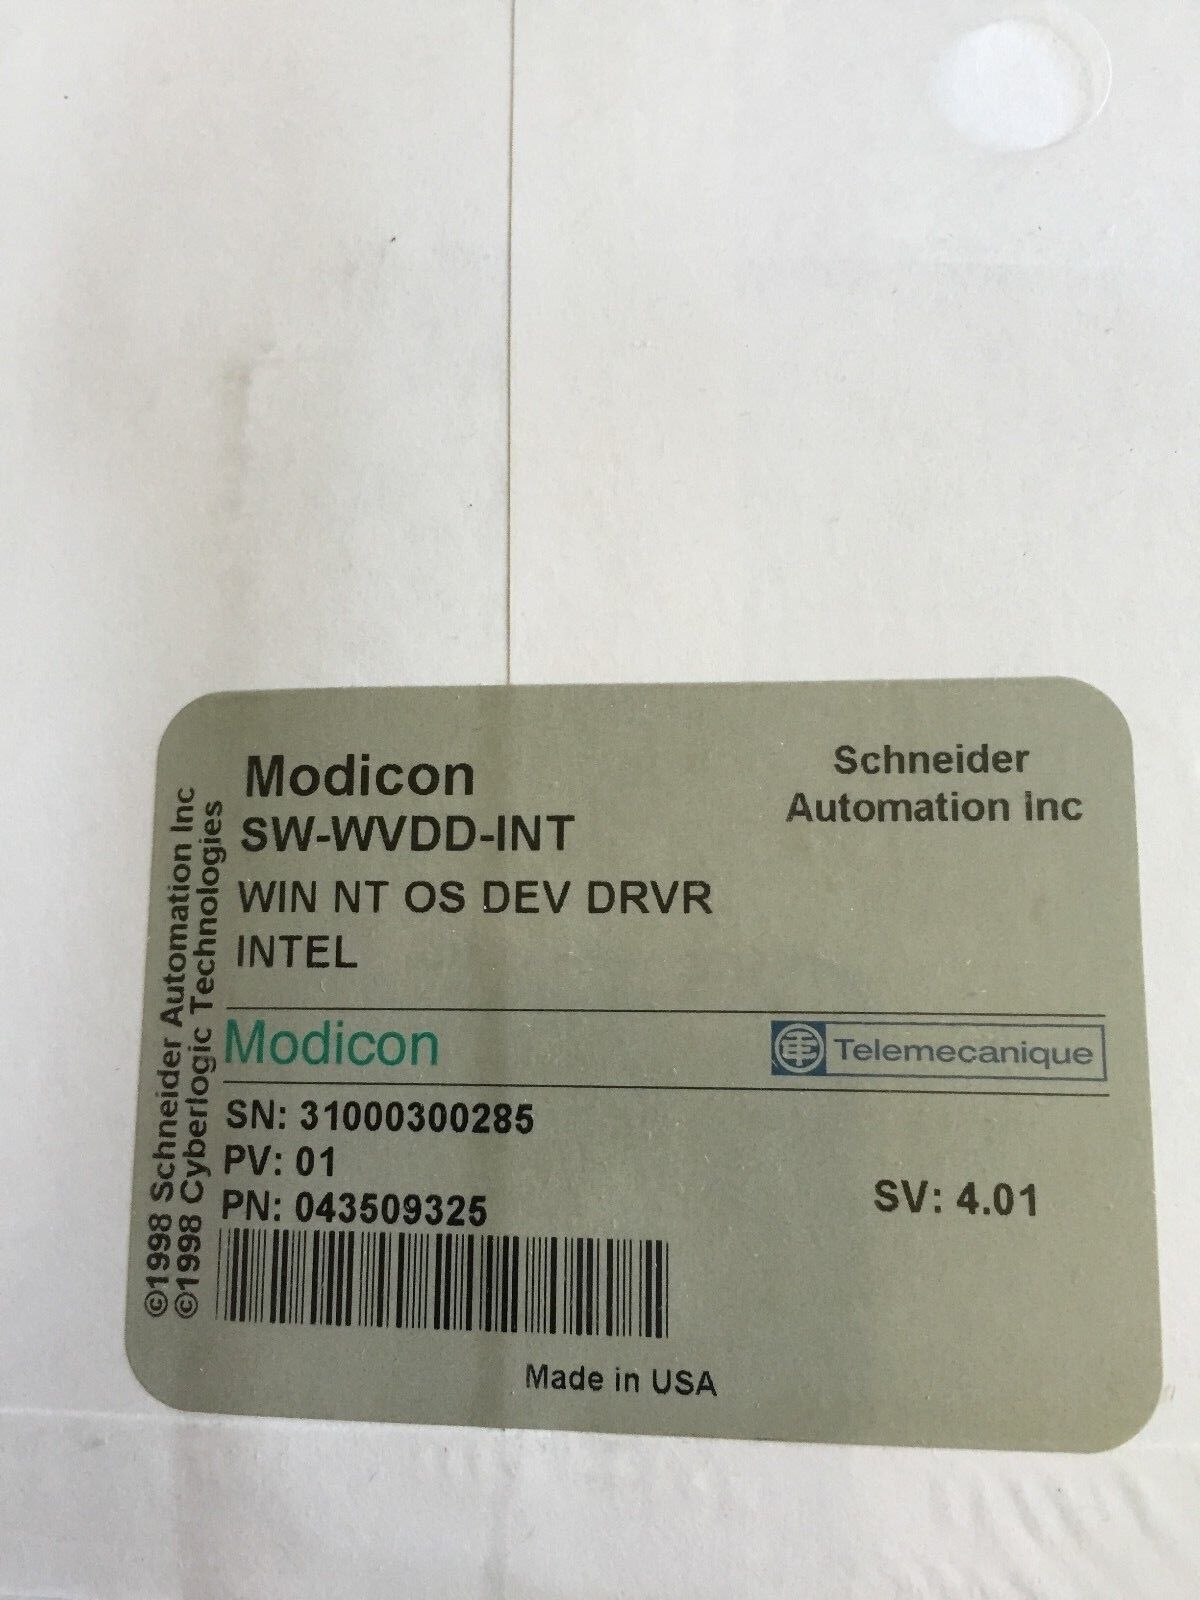 Modicon
SW-WVDD-INT
WIN NT OS DEV DRVR
INTEL
Schneider
Automation Inc
Modicon
Telemecanique
SN: 31000300285
PV: 01
PN: 043509325
SV: 4.01
Made in USA
©1998 Schneider Automation Inc
©1998 Cyberlogic Technologies